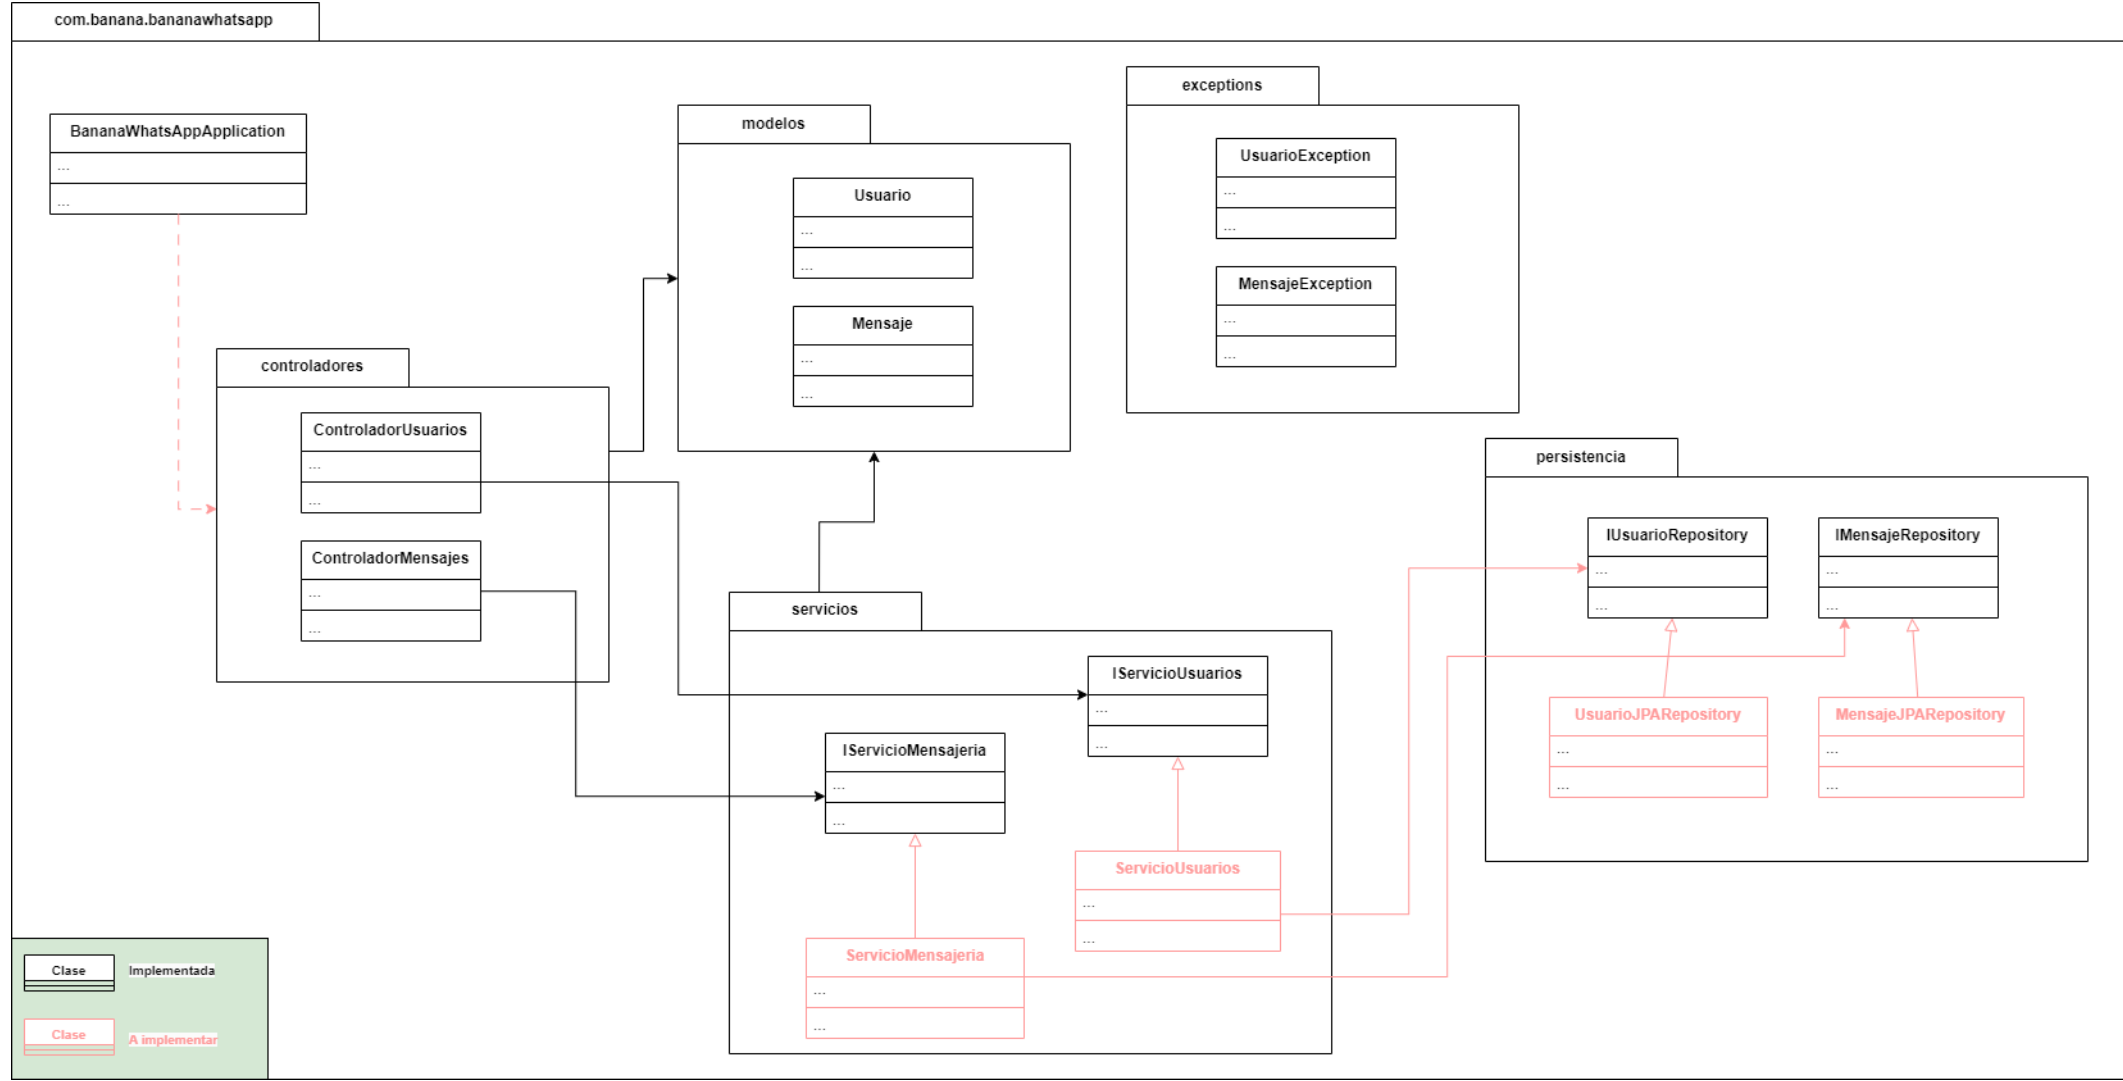 com.banana.bananawhatsapp
BananaWhatsAppApplication
...
...
modelos
Usuario
...
...
Mensaje
...
...
exceptions
UsuarioException
...
...
MensajeException
...
...
controladores
ControladorUsuarios
...
...
ControladorMensajes
...
...
servicios
IServicioUsuarios
...
...
IServicioMensajeria
...
...
ServicioUsuarios
...
...
ServicioMensajeria
...
...
persistencia
IUsuarioRepository
...
...
IMensajeRepository
...
...
UsuarioJPARepository
...
...
MensajeJPARepository
...
...
Clase
Implementada
Clase
A implementar